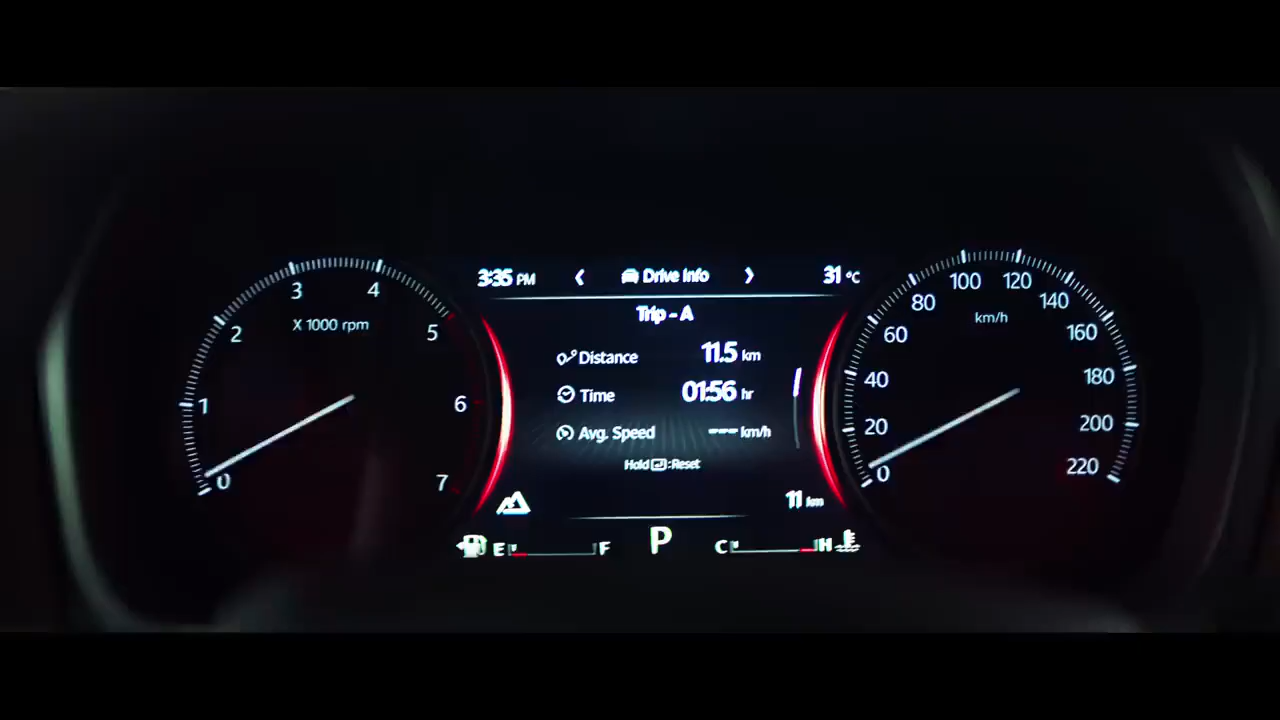 3:35 PM < Drive Info > 31 °C
Trip - A
Distance 11.5 km
Time 01:56 hr
Avg. Speed --- km/h
Hold :Reset
11 km
E F P C H
0 1 2 3 4 5 6 7
X 1000 rpm
0 20 40 60 80 100 120 140 160 180 200 220
km/h